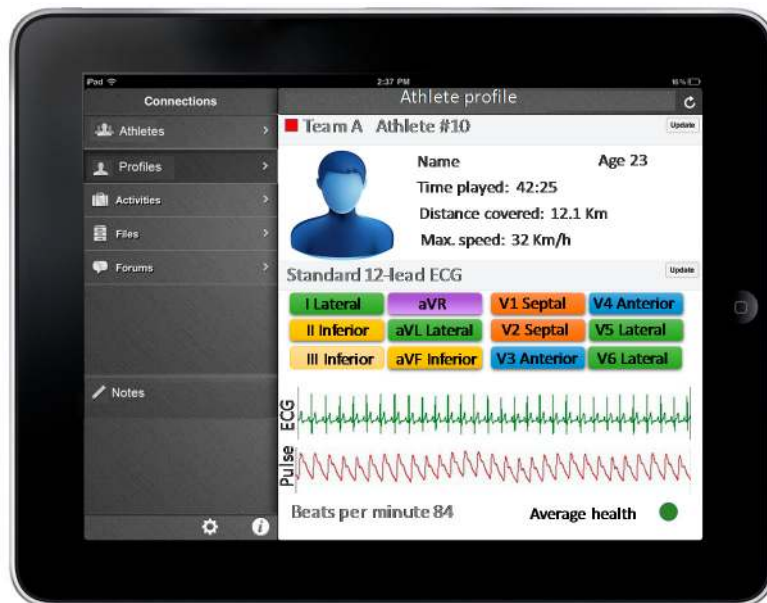 iPod 2:37 PM 16%
Connections
Athletes
Profiles
Activities
Files
Forums
Notes
Athlete profile
Team A Athlete #10 Update
Name Age 23
Time played: 42:25
Distance covered: 12.1 Km
Max. speed: 32 Km/h
Standard 12-lead ECG Update
I Lateral aVR V1 Septal V4 Anterior
II Inferior aVL Lateral V2 Septal V5 Lateral
III Inferior aVF Inferior V3 Anterior V6 Lateral
ECG
Pulse
Beats per minute 84 Average health